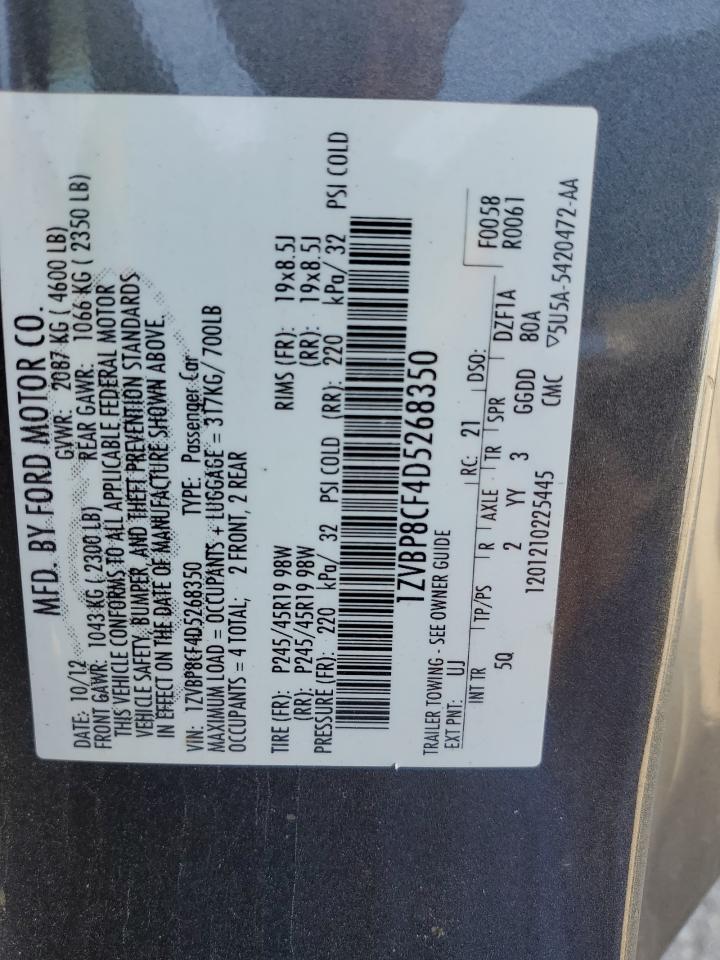 MFD. BY FORD MOTOR CO.
DATE: 10/12 GVWR: 2087 KG ( 4600 LB)
FRONT GAWR: 1043 KG ( 2300 LB) REAR GAWR: 1066 KG ( 2350 LB)
THIS VEHICLE CONFORMS TO ALL APPLICABLE FEDERAL MOTOR
VEHICLE SAFETY, BUMPER, AND THEFT PREVENTION STANDARDS
IN EFFECT ON THE DATE OF MANUFACTURE SHOWN ABOVE.
VIN: 1ZVBP8CF4D5268350 TYPE: Passenger Car
MAXIMUM LOAD = OCCUPANTS + LUGGAGE = 317KG/ 700LB
OCCUPANTS = 4 TOTAL; 2 FRONT, 2 REAR
TIRE (FR): P245/45R19 98W RIMS (FR): 19x8.5J
(RR): P245/45R19 98W (RR): 19x8.5J
PRESSURE (FR): 220 kPa/ 32 PSI COLD (RR): 220 kPa/ 32 PSI COLD
1ZVBP8CF4D5268350
TRAILER TOWING - SEE OWNER GUIDE
EXT PNT: UJ RC: 21 DSO: F0058
INT TR TP/PS R AXLE TR SPR DZF1A R0061
5Q 2 YY 3 GGDD 80A
1201210225445 CMC ▽5U5A-5420472-AA